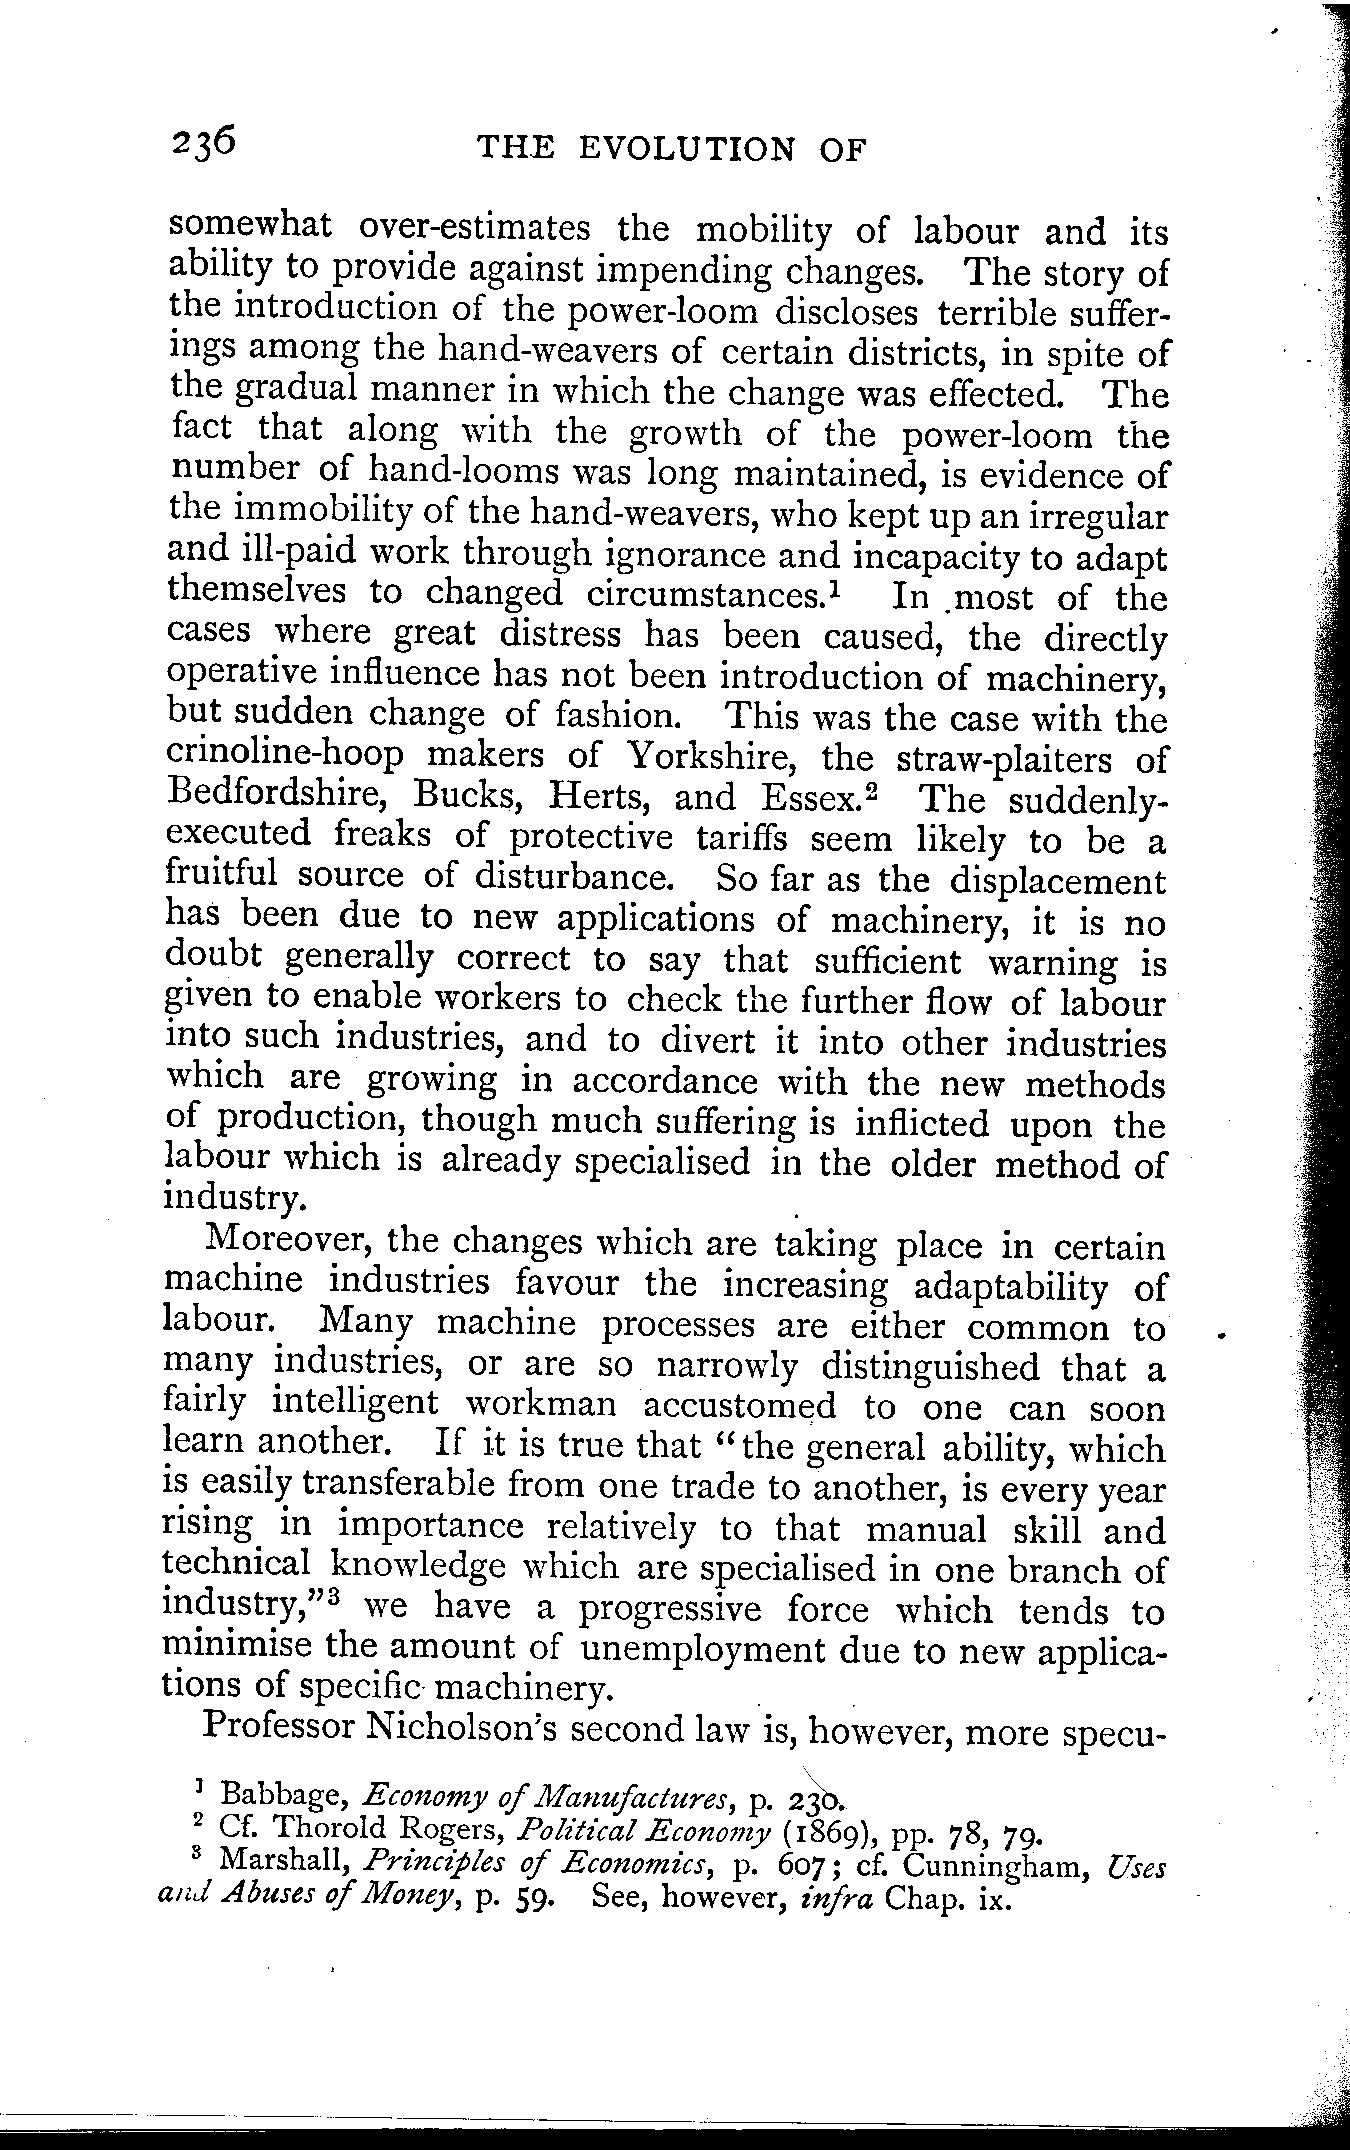 236 THE EVOLUTION OF
somewhat over-estimates the mobility of labour and its
ability to provide against impending changes. The story of
the introduction of the power-loom discloses terrible suffer-
ings among the hand-weavers of certain districts, in spite of
the gradual manner in which the change was effected. The
fact that along with the growth of the power-loom the
number of hand-looms was long maintained, is evidence of
the immobility of the hand-weavers, who kept up an irregular
and ill-paid work through ignorance and incapacity to adapt
themselves to changed circumstances.¹ In most of the
cases where great distress has been caused, the directly
operative influence has not been introduction of machinery,
but sudden change of fashion. This was the case with the
crinoline-hoop makers of Yorkshire, the straw-plaiters of
Bedfordshire, Bucks, Herts, and Essex.² The suddenly-
executed freaks of protective tariffs seem likely to be a
fruitful source of disturbance. So far as the displacement
has been due to new applications of machinery, it is no
doubt generally correct to say that sufficient warning is
given to enable workers to check the further flow of labour
into such industries, and to divert it into other industries
which are growing in accordance with the new methods
of production, though much suffering is inflicted upon the
labour which is already specialised in the older method of
industry.
Moreover, the changes which are taking place in certain
machine industries favour the increasing adaptability of
labour. Many machine processes are either common to
many industries, or are so narrowly distinguished that a
fairly intelligent workman accustomed to one can soon
learn another. If it is true that "the general ability, which
is easily transferable from one trade to another, is every year
rising in importance relatively to that manual skill and
technical knowledge which are specialised in one branch of
industry,"³ we have a progressive force which tends to
minimise the amount of unemployment due to new applica-
tions of specific machinery.
Professor Nicholson's second law is, however, more specu-
¹ Babbage, Economy of Manufactures, p. 230.
² Cf. Thorold Rogers, Political Economy (1869), pp. 78, 79.
³ Marshall, Principles of Economics, p. 607; cf. Cunningham, Uses
and Abuses of Money, p. 59. See, however, infra Chap. ix.